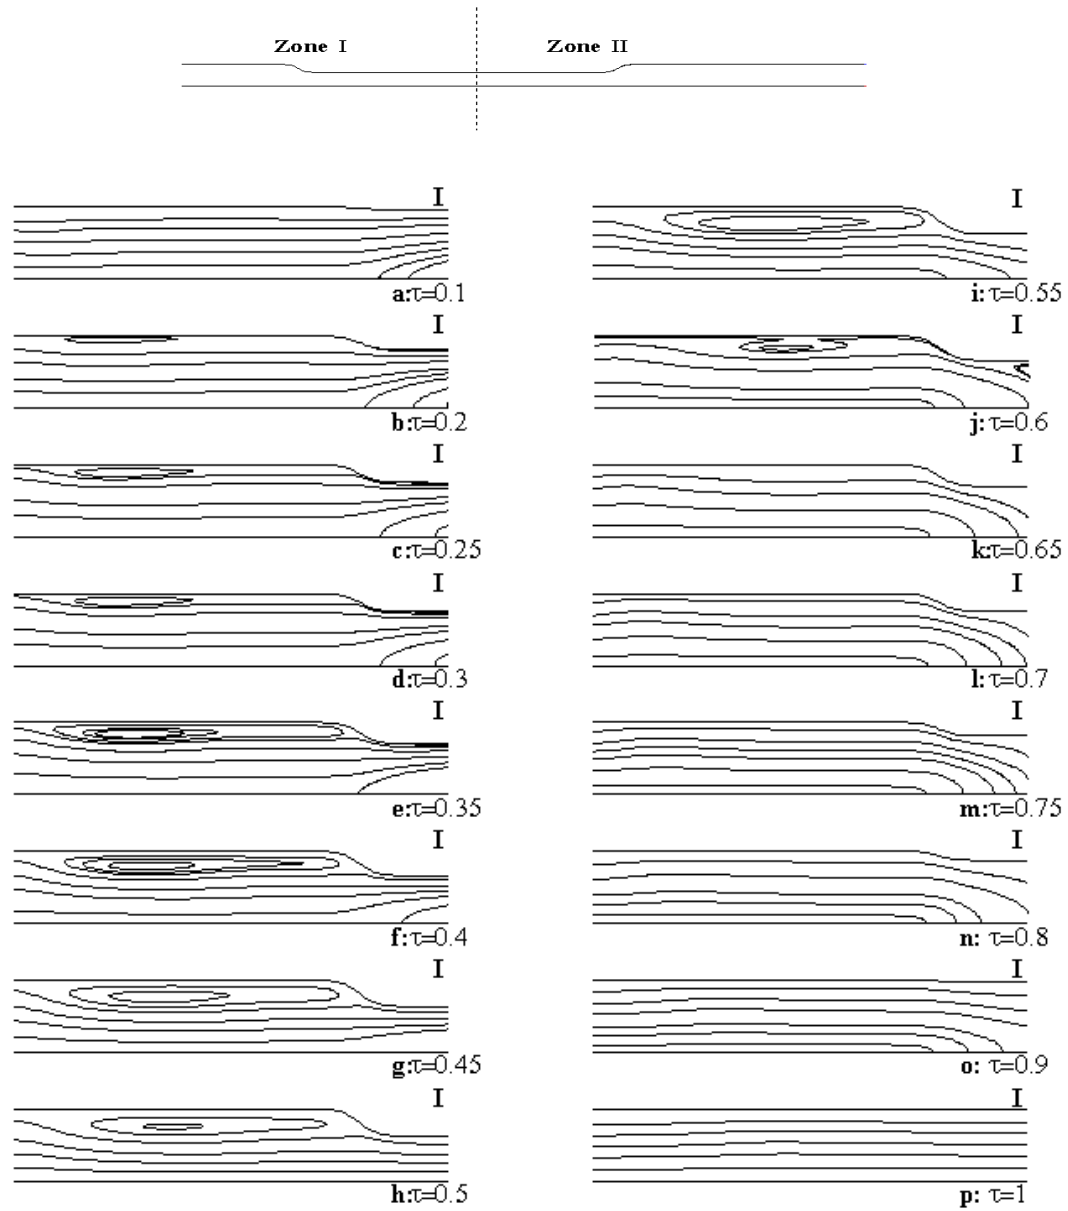 Zone I
Zone II
I
a:τ=0.1
I
b:τ=0.2
I
c:τ=0.25
I
d:τ=0.3
I
e:τ=0.35
I
f:τ=0.4
I
g:τ=0.45
I
h:τ=0.5
I
i:τ=0.55
I
j:τ=0.6
I
k:τ=0.65
I
l:τ=0.7
I
m:τ=0.75
I
n: τ=0.8
I
o: τ=0.9
I
p: τ=1